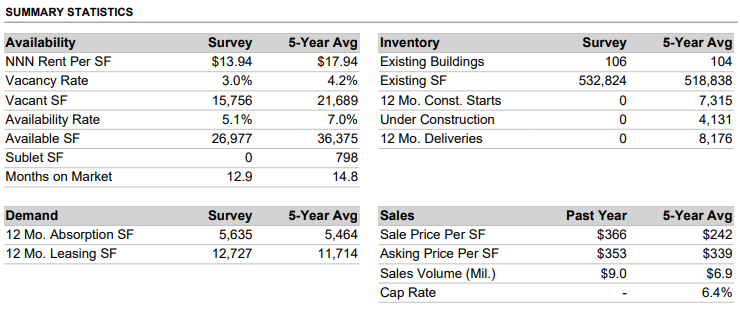 SUMMARY STATISTICS
Availability Survey 5-Year Avg
NNN Rent Per SF $13.94 $17.94
Vacancy Rate 3.0% 4.2%
Vacant SF 15,756 21,689
Availability Rate 5.1% 7.0%
Available SF 26,977 36,375
Sublet SF 0 798
Months on Market 12.9 14.8
Inventory Survey 5-Year Avg
Existing Buildings 106 104
Existing SF 532,824 518,838
12 Mo. Const. Starts 0 7,315
Under Construction 0 4,131
12 Mo. Deliveries 0 8,176
Demand Survey 5-Year Avg
12 Mo. Absorption SF 5,635 5,464
12 Mo. Leasing SF 12,727 11,714
Sales Past Year 5-Year Avg
Sale Price Per SF $366 $242
Asking Price Per SF $353 $339
Sales Volume (Mil.) $9.0 $6.9
Cap Rate - 6.4%